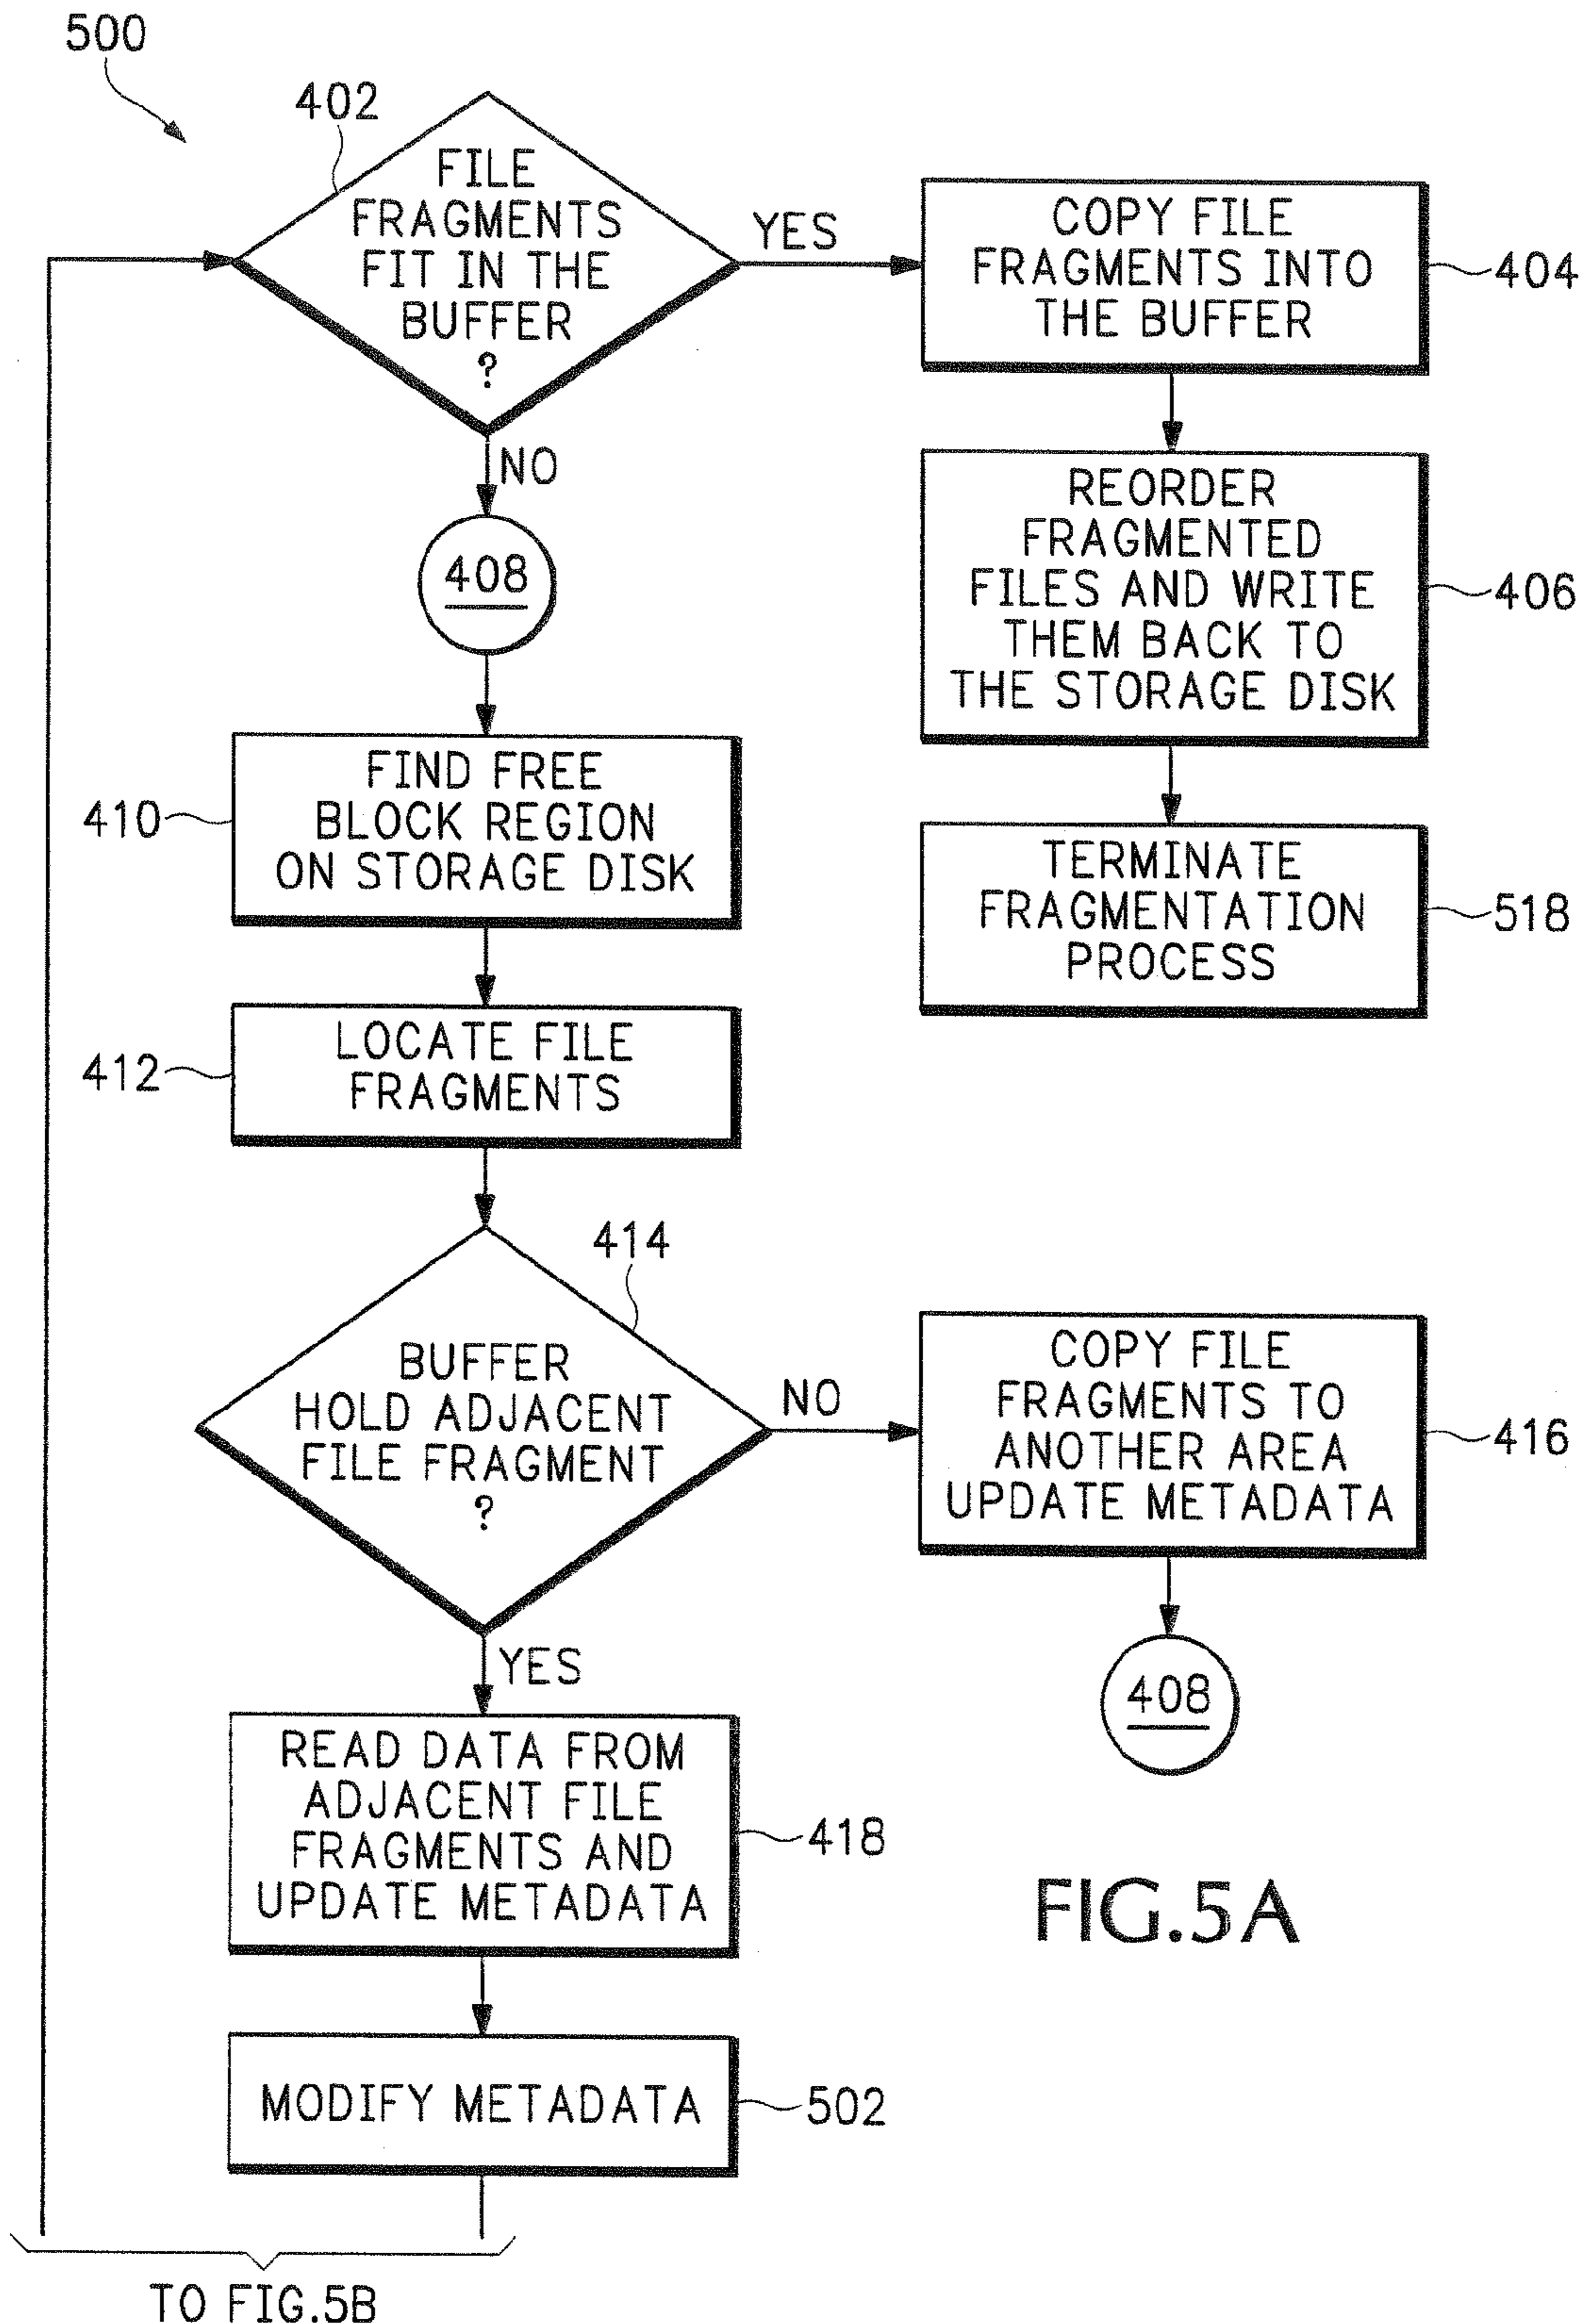 500
402
FILE
FRAGMENTS
FIT IN THE
BUFFER
?
YES
COPY FILE
FRAGMENTS INTO
THE BUFFER
404
NO
408
REORDER
FRAGMENTED
FILES AND WRITE
THEM BACK TO
THE STORAGE DISK
406
FIND FREE
BLOCK REGION
ON STORAGE DISK
410
TERMINATE
FRAGMENTATION
PROCESS
518
LOCATE FILE
FRAGMENTS
412
414
BUFFER
HOLD ADJACENT
FILE FRAGMENT
?
NO
COPY FILE
FRAGMENTS TO
ANOTHER AREA
UPDATE METADATA
416
YES
408
READ DATA FROM
ADJACENT FILE
FRAGMENTS AND
UPDATE METADATA
418
FIG.5A
MODIFY METADATA
502
TO FIG.5B